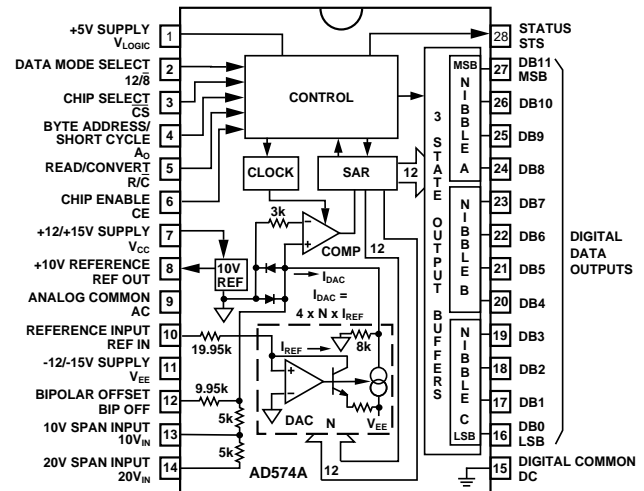 +5V SUPPLY
VLOGIC
1
DATA MODE SELECT
12/8̅
2
CHIP SELECT
C̅S̅
3
BYTE ADDRESS/
SHORT CYCLE
AO
4
READ/CONVERT
R/C̅
5
CHIP ENABLE
CE
6
+12/+15V SUPPLY
VCC
7
+10V REFERENCE
REF OUT
8
ANALOG COMMON
AC
9
REFERENCE INPUT
REF IN
10
-12/-15V SUPPLY
VEE
11
BIPOLAR OFFSET
BIP OFF
12
10V SPAN INPUT
10VIN
13
20V SPAN INPUT
20VIN
14
CONTROL
CLOCK
SAR
12
3k
COMP
12
10V
REF
IDAC
IDAC =
4 x N x IREF
19.95k
IREF
8k
9.95k
5k
5k
DAC
N
VEE
12
AD574A
3 STATE OUTPUT BUFFERS
MSB
NIBBLE A
NIBBLE B
NIBBLE C
LSB
28
STATUS
STS
27
DB11
MSB
26
DB10
25
DB9
24
DB8
23
DB7
22
DB6
21
DB5
20
DB4
19
DB3
18
DB2
17
DB1
16
DB0
LSB
15
DIGITAL COMMON
DC
DIGITAL
DATA
OUTPUTS